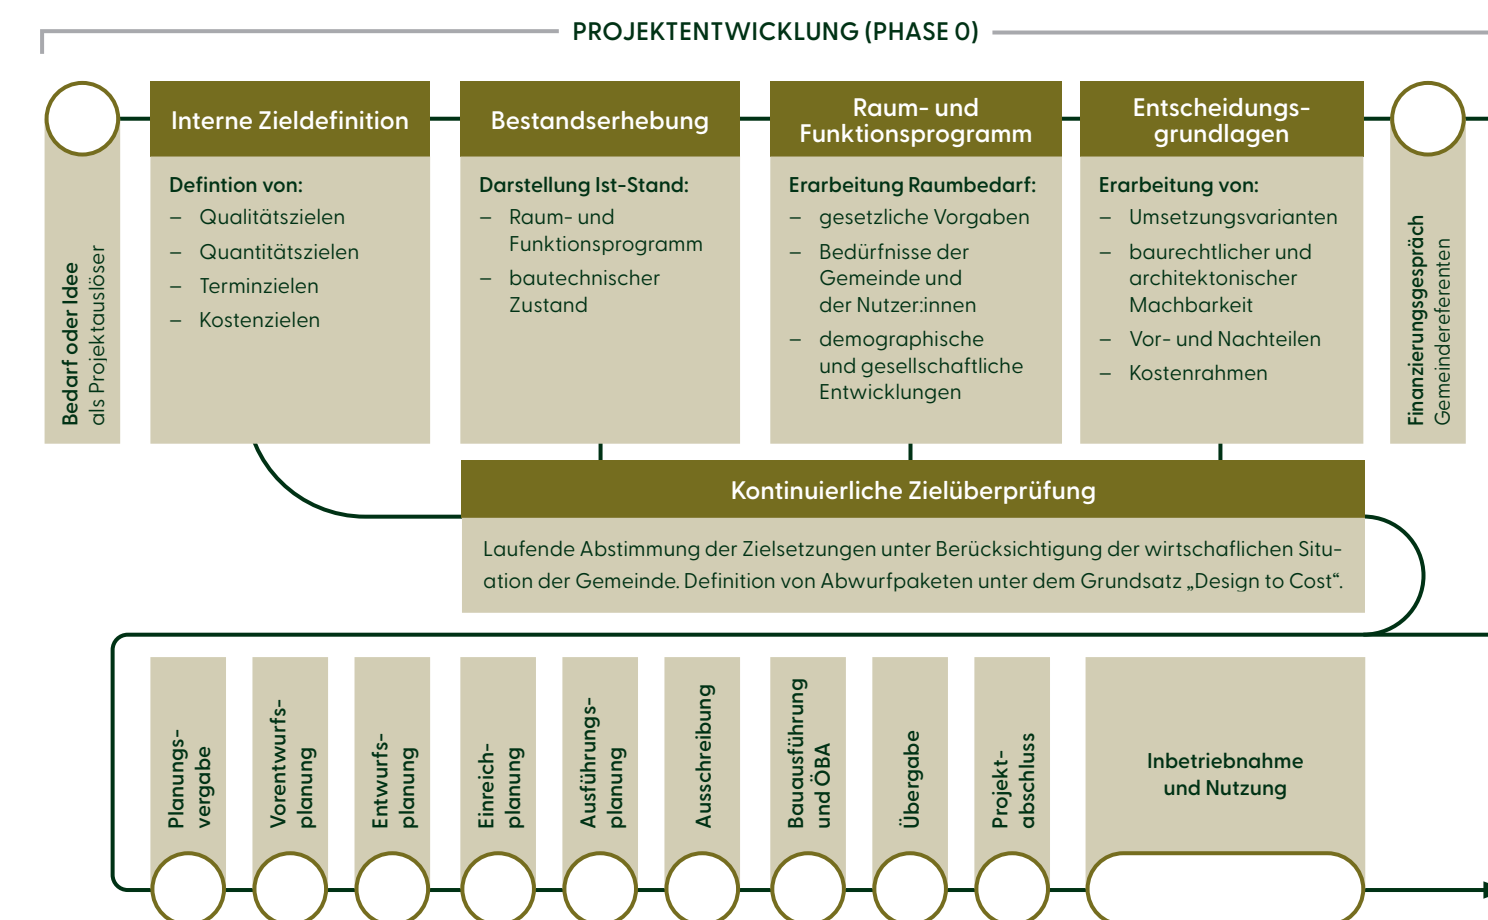 PROJEKTENTWICKLUNG (PHASE 0)
Bedarf oder Idee
als Projektauslöser
Interne Zieldefinition
Defintion von:
– Qualitätszielen
– Quantitätszielen
– Terminzielen
– Kostenzielen
Bestandserhebung
Darstellung Ist-Stand:
– Raum- und
Funktionsprogramm
– bautechnischer
Zustand
Raum- und
Funktionsprogramm
Erarbeitung Raumbedarf:
– gesetzliche Vorgaben
– Bedürfnisse der
Gemeinde und
der Nutzer:innen
– demographische
und gesellschaftliche
Entwicklungen
Entscheidungs-
grundlagen
Erarbeitung von:
– Umsetzungsvarianten
– baurechtlicher und
architektonischer
Machbarkeit
– Vor- und Nachteilen
– Kostenrahmen
Finanzierungsgespräch
Gemeindereferenten
Kontinuierliche Zielüberprüfung
Laufende Abstimmung der Zielsetzungen unter Berücksichtigung der wirtschaflichen Situ-
ation der Gemeinde. Definition von Abwurfpaketen unter dem Grundsatz „Design to Cost“.
Planungs-
vergabe
Vorentwurfs-
planung
Entwurfs-
planung
Einreich-
planung
Ausführungs-
planung
Ausschreibung
Bauausführung
und ÖBA
Übergabe
Projekt-
abschluss
Inbetriebnahme
und Nutzung